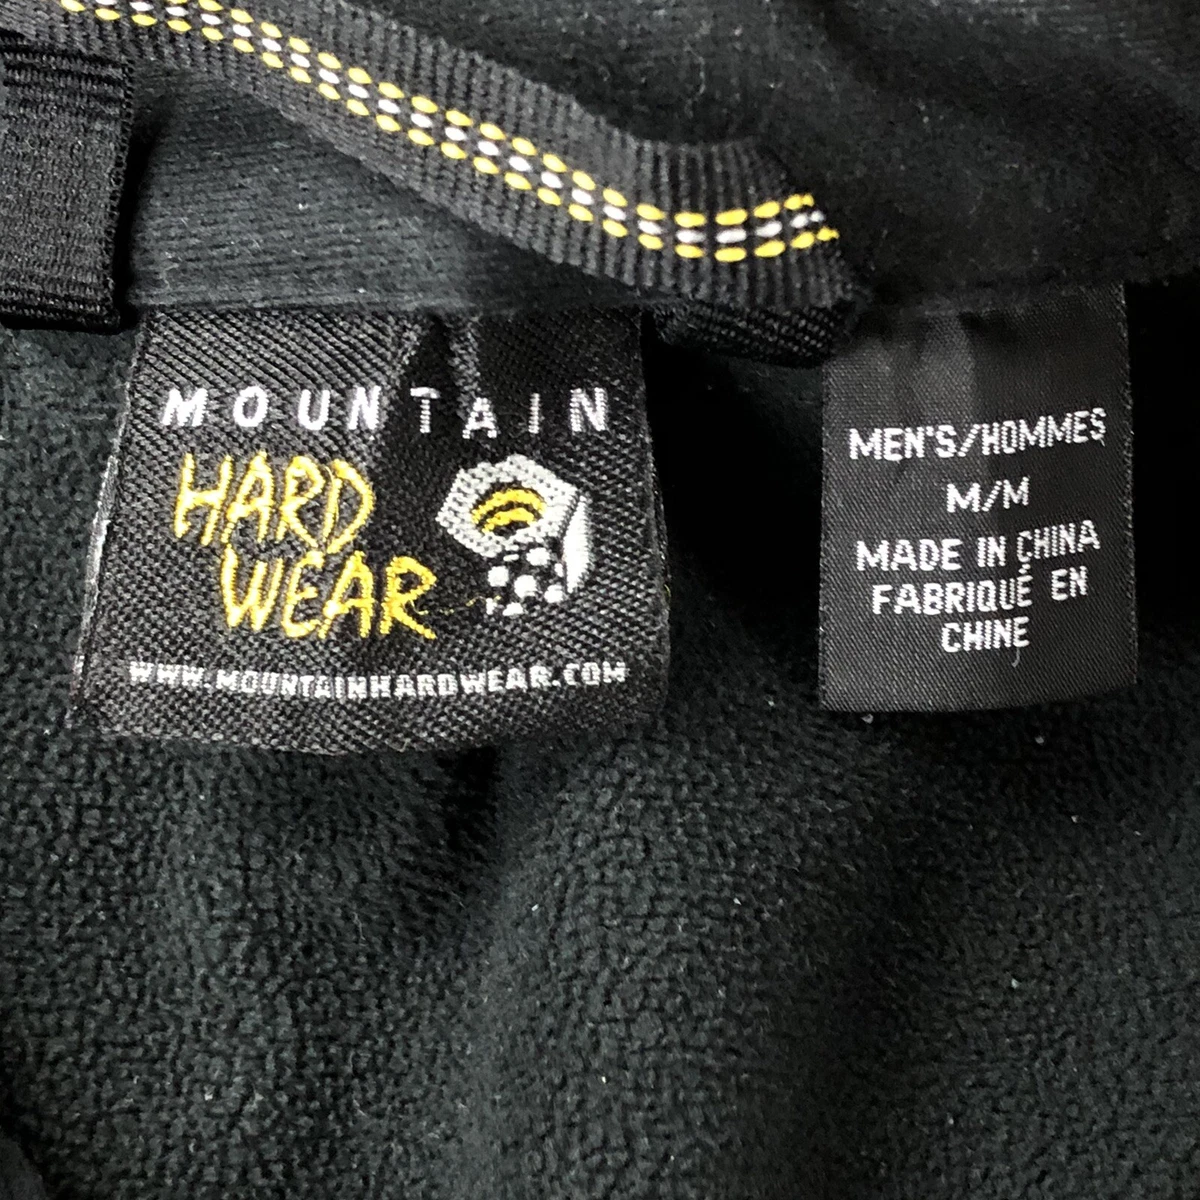 MOUNTAIN
HARD
WEAR
WWW.MOUNTAINHARDWEAR.COM
MEN'S/HOMMES
M/M
MADE IN CHINA
FABRIQUÉ EN
CHINE